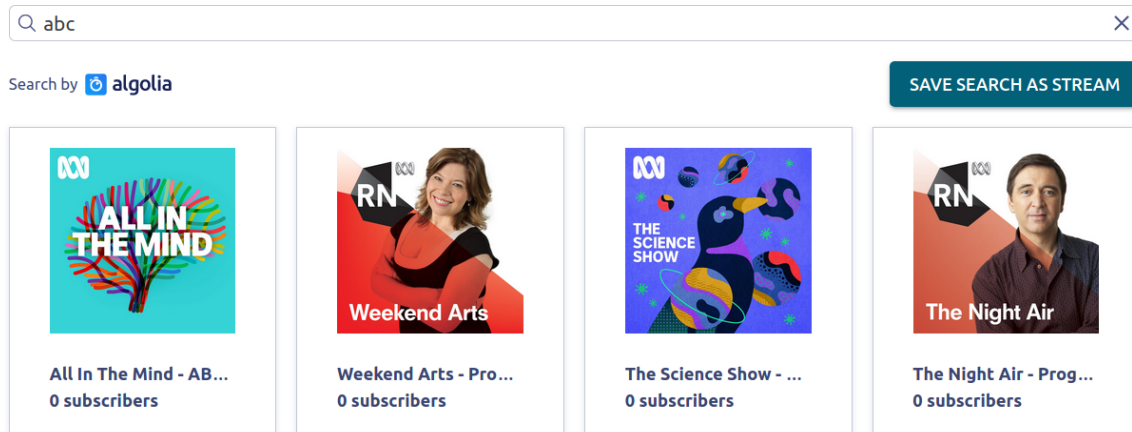 abc
Search by algolia
SAVE SEARCH AS STREAM
ALL IN
THE MIND
RN
Weekend Arts
THE
SCIENCE
SHOW
RN
The Night Air
All In The Mind - AB...
0 subscribers
Weekend Arts - Pro...
0 subscribers
The Science Show - ...
0 subscribers
The Night Air - Prog...
0 subscribers